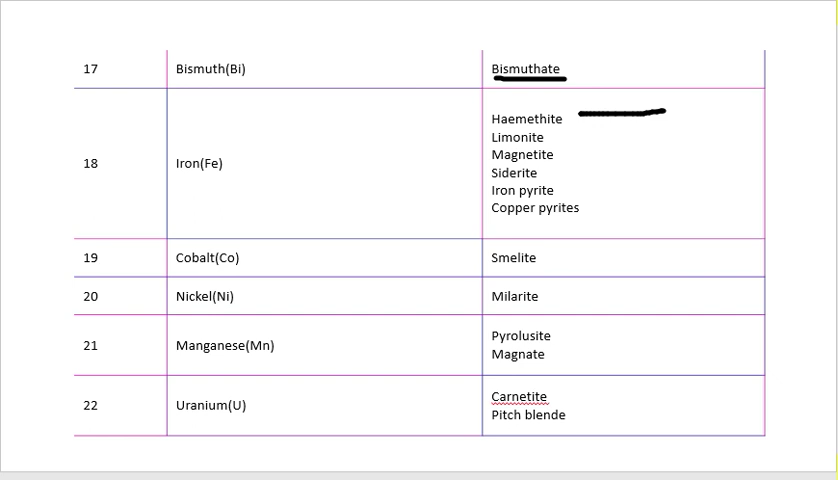 17 Bismuth(Bi) Bismuthate
18 Iron(Fe) Haemethite
Limonite
Magnetite
Siderite
Iron pyrite
Copper pyrites
19 Cobalt(Co) Smelite
20 Nickel(Ni) Milarite
21 Manganese(Mn) Pyrolusite
Magnate
22 Uranium(U) Carnetite
Pitch blende